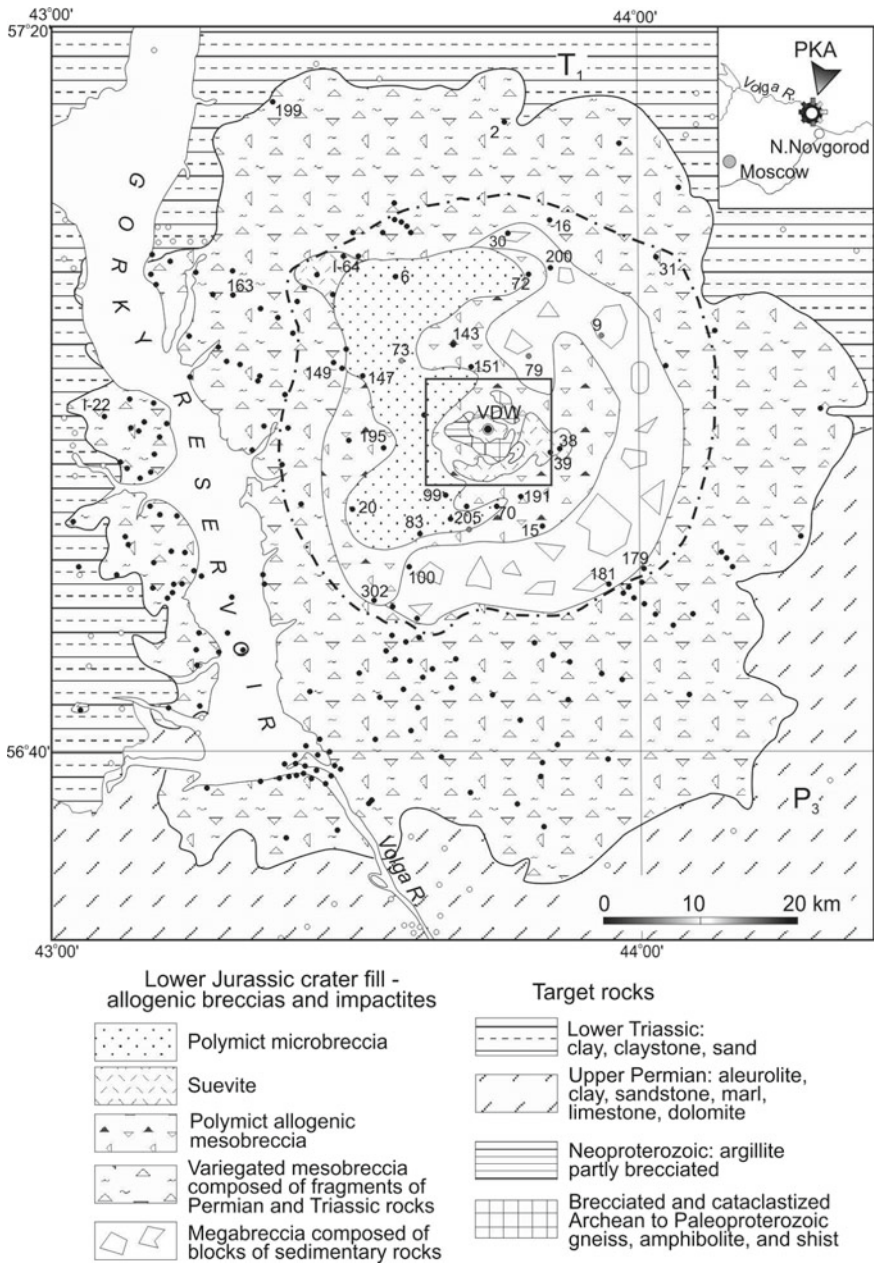 43°00'
44°00'
57°20'
T1
PKA
Volga R.
N.Novgorod
Moscow
199
2
GORKY RESERVOIR
16
30
I-64
200
31
6
72
163
9
143
73
79
149
147
151
I-22
VDW
195
38
39
99
191
20
70
205
83
15
100
179
181
302
56°40'
P3
Volga R.
0 10 20 km
43°00'
44°00'
Lower Jurassic crater fill -
allogenic breccias and impactites
Polymict microbreccia
Suevite
Polymict allogenic
mesobreccia
Variegated mesobreccia
composed of fragments of
Permian and Triassic rocks
Megabreccia composed of
blocks of sedimentary rocks
Target rocks
Lower Triassic:
clay, claystone, sand
Upper Permian: aleurolite,
clay, sandstone, marl,
limestone, dolomite
Neoproterozoic: argillite
partly brecciated
Brecciated and cataclastized
Archean to Paleoproterozoic
gneiss, amphibolite, and shist